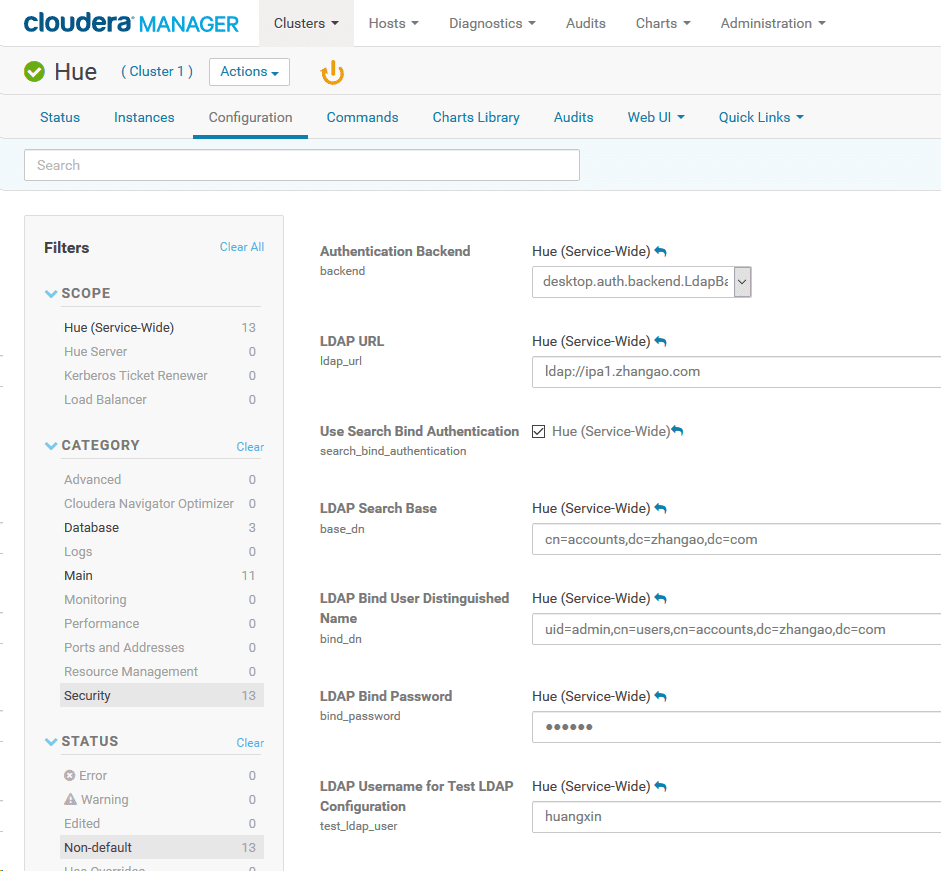 cloudera MANAGER
Clusters
Hosts
Diagnostics
Audits
Charts
Administration
Hue
( Cluster 1 )
Actions
Status
Instances
Configuration
Commands
Charts Library
Audits
Web UI
Quick Links
Search
Filters
Clear All
SCOPE
Hue (Service-Wide) 13
Hue Server 0
Kerberos Ticket Renewer 0
Load Balancer 0
CATEGORY
Clear
Advanced 0
Cloudera Navigator Optimizer 0
Database 3
Logs 0
Main 11
Monitoring 0
Performance 0
Ports and Addresses 0
Resource Management 0
Security 13
STATUS
Clear
Error 0
Warning 0
Edited 0
Non-default 13
Authentication Backend
backend
Hue (Service-Wide)
desktop.auth.backend.LdapBa
LDAP URL
ldap_url
Hue (Service-Wide)
ldap://ipa1.zhangao.com
Use Search Bind Authentication
search_bind_authentication
Hue (Service-Wide)
LDAP Search Base
base_dn
Hue (Service-Wide)
cn=accounts,dc=zhangao,dc=com
LDAP Bind User Distinguished
Name
bind_dn
Hue (Service-Wide)
uid=admin,cn=users,cn=accounts,dc=zhangao,dc=com
LDAP Bind Password
bind_password
Hue (Service-Wide)
••••••
LDAP Username for Test LDAP
Configuration
test_ldap_user
Hue (Service-Wide)
huangxin